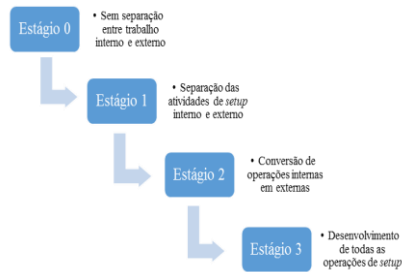 Estágio 0
• Sem separação
entre trabalho
interno e externo
Estágio 1
• Separação das
atividades de setup
interno e externo
Estágio 2
• Conversão de
operações internas
em externas
Estágio 3
• Desenvolvimento
de todas as
operações de setup